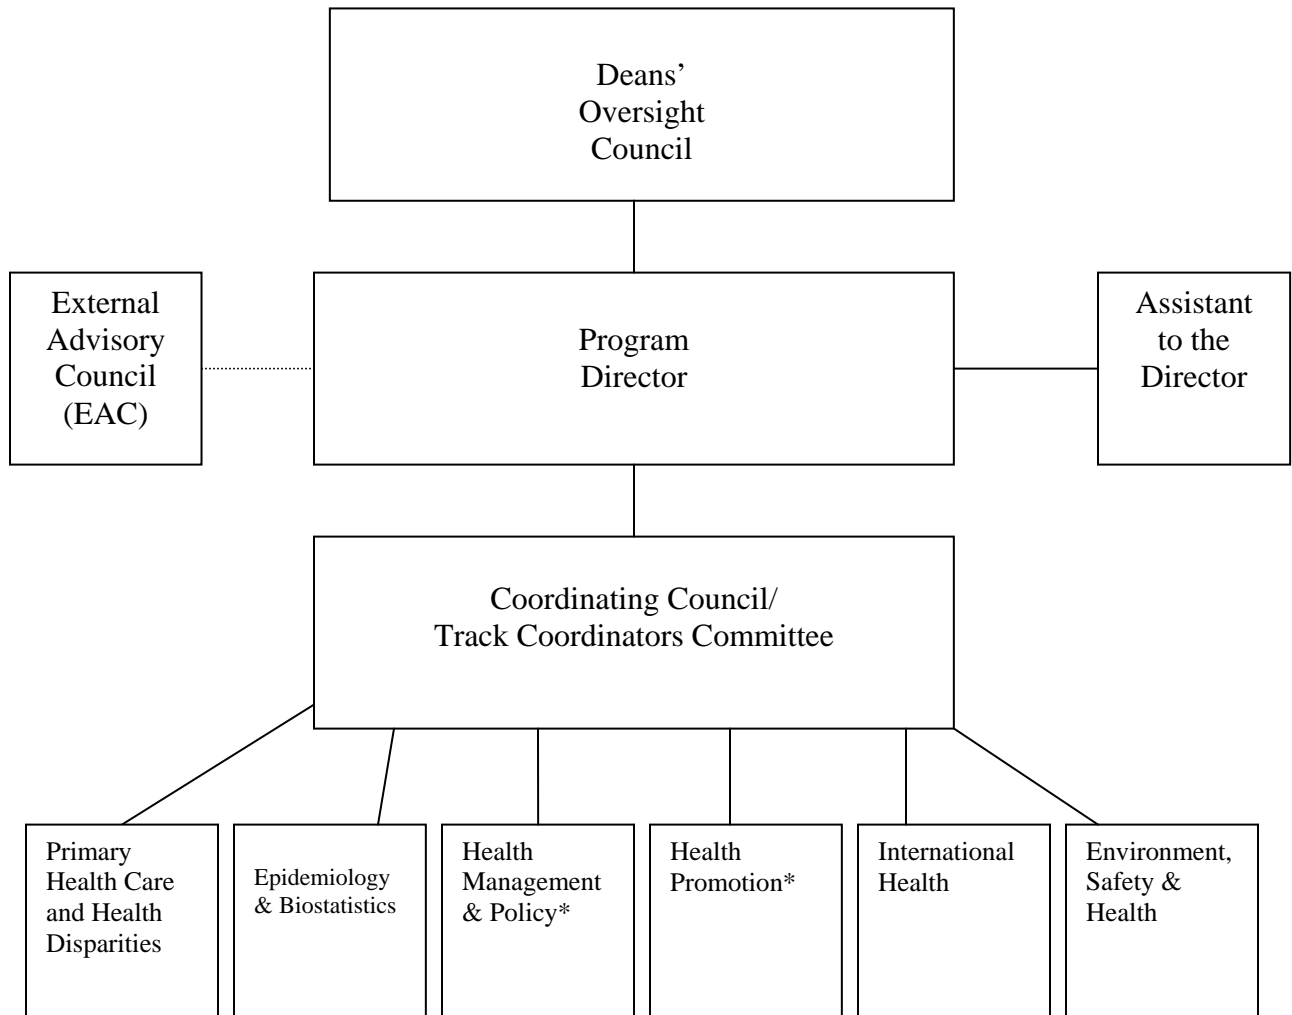 Deans’
Oversight
Council
External
Advisory
Council
(EAC)
Program
Director
Assistant
to the
Director
Coordinating Council/
Track Coordinators Committee
Primary
Health Care
and Health
Disparities
Epidemiology
& Biostatistics
Health
Management
& Policy*
Health
Promotion*
International
Health
Environment,
Safety &
Health